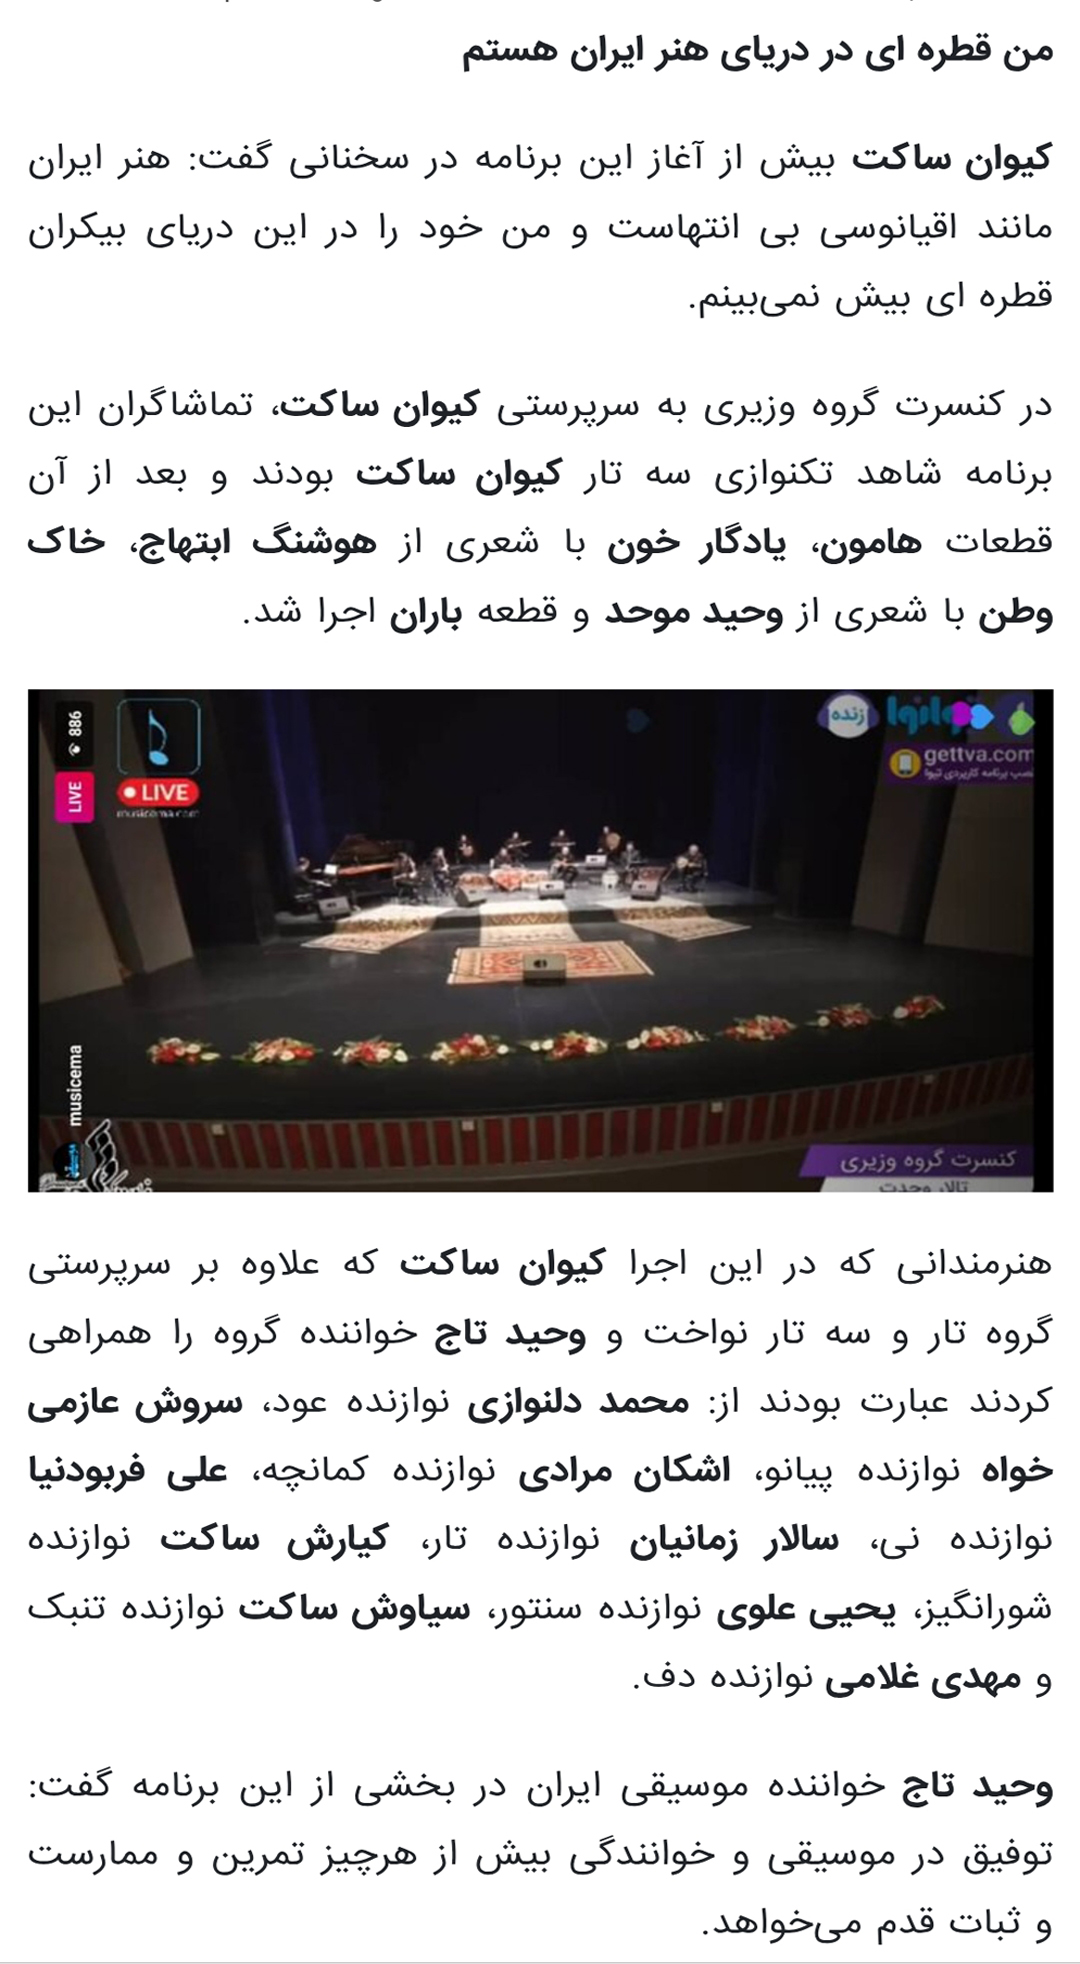 من قطره ای در دریای هنر ایران هستم
کیوان ساکت بیش از آغاز این برنامه در سخنانی گفت: هنر ایران
مانند اقیانوسی بی انتهاست و من خود را در این دریای بیکران
قطره ای بیش نمی‌بینم.
در کنسرت گروه وزیری به سرپرستی کیوان ساکت، تماشاگران این
برنامه شاهد تکنوازی سه تار کیوان ساکت بودند و بعد از آن
قطعات هامون، یادگار خون با شعری از هوشنگ ابتهاج، خاک
وطن با شعری از وحید موحد و قطعه باران اجرا شد.
886
LIVE
LIVE
musicema.com
زنده
gettva.com
نصب برنامه کاربردی تیوا
musicema
کنسرت گروه وزیری
تالار وحدت
هنرمندانی که در این اجرا کیوان ساکت که علاوه بر سرپرستی
گروه تار و سه تار نواخت و وحید تاج خواننده گروه را همراهی
کردند عبارت بودند از: محمد دلنوازی نوازنده عود، سروش عازمی
خواه نوازنده پیانو، اشکان مرادی نوازنده کمانچه، علی فربودنیا
نوازنده نی، سالار زمانیان نوازنده تار، کیارش ساکت نوازنده
شورانگیز، یحیی علوی نوازنده سنتور، سیاوش ساکت نوازنده تنبک
و مهدی غلامی نوازنده دف.
وحید تاج خواننده موسیقی ایران در بخشی از این برنامه گفت:
توفیق در موسیقی و خوانندگی بیش از هرچیز تمرین و ممارست
و ثبات قدم می‌خواهد.